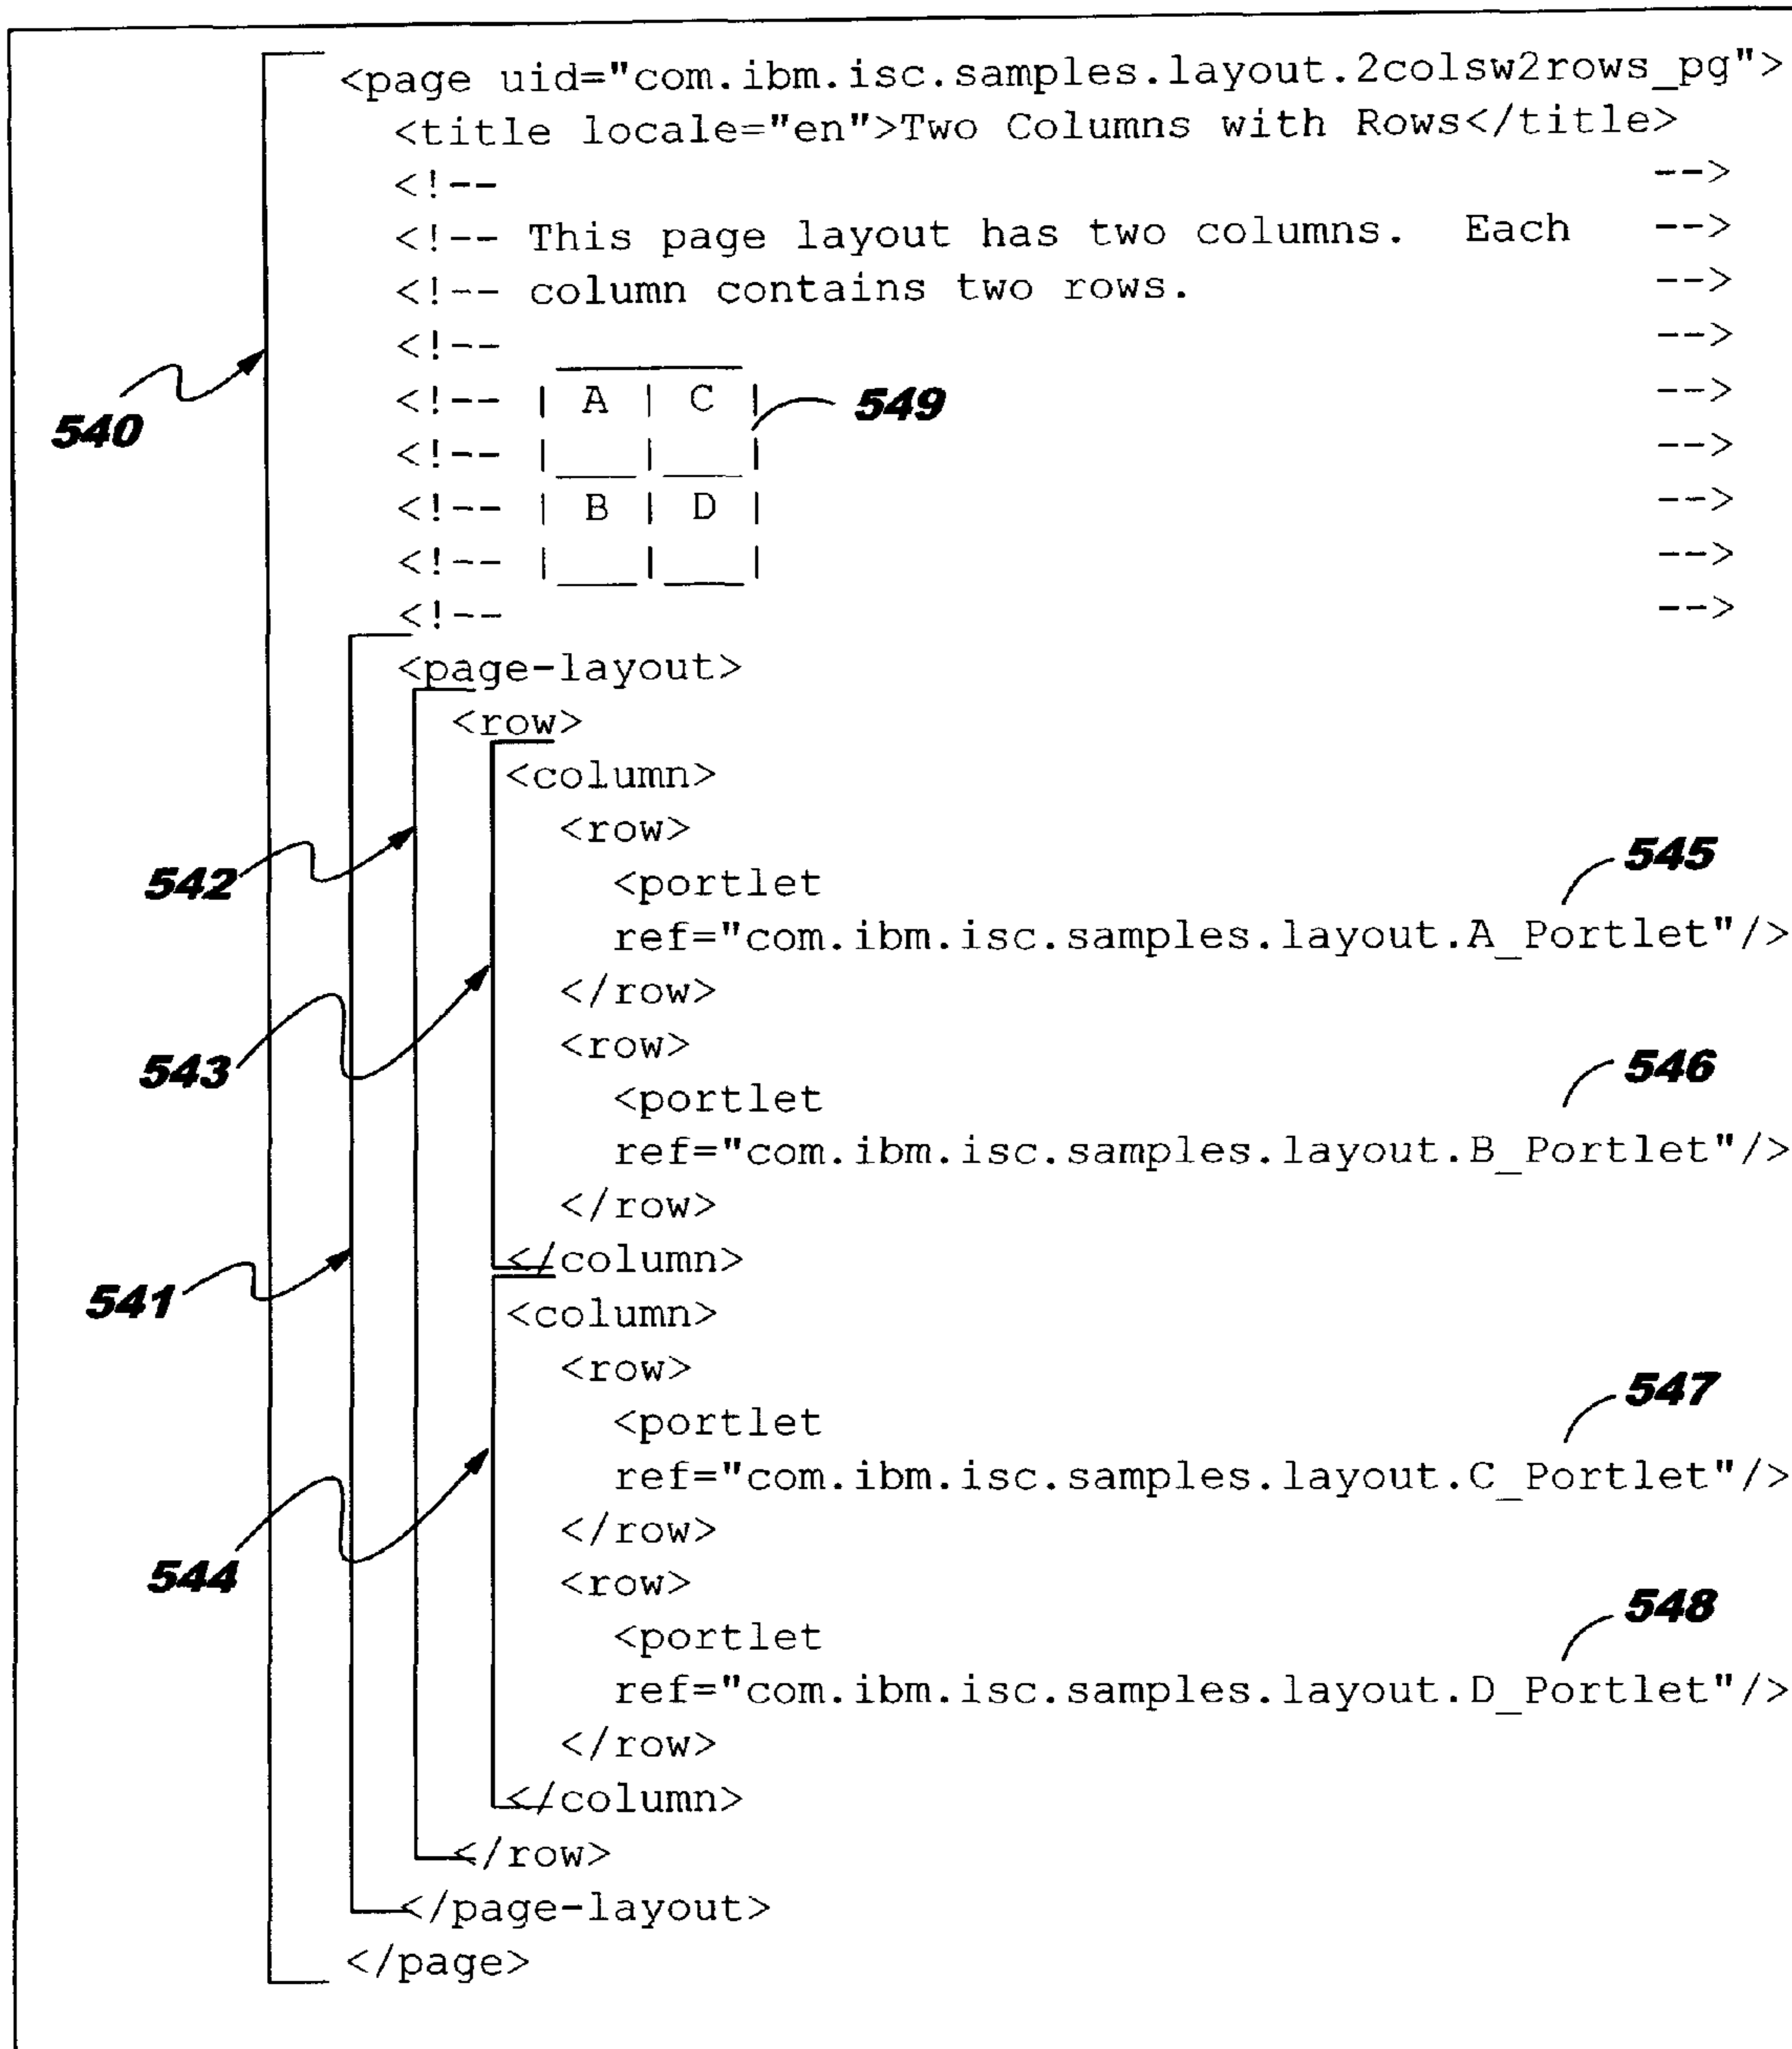 <page uid="com.ibm.isc.samples.layout.2colsw2rows_pg">
<title locale="en">Two Columns with Rows</title>
<!-- -->
<!-- This page layout has two columns.  Each -->
<!-- column contains two rows. -->
<!-- -->
<!-- | A | C | --> 549
540
<!-- |__|__| -->
<!-- | B | D | -->
<!-- |__|__| -->
<!-- -->
<page-layout>
<row>
<column>
<row>
542
<portlet 545
ref="com.ibm.isc.samples.layout.A_Portlet"/>
</row>
<row>
543
<portlet 546
ref="com.ibm.isc.samples.layout.B_Portlet"/>
</row>
</column>
541
<column>
<row>
<portlet 547
ref="com.ibm.isc.samples.layout.C_Portlet"/>
</row>
544
<row>
<portlet 548
ref="com.ibm.isc.samples.layout.D_Portlet"/>
</row>
</column>
</row>
</page-layout>
</page>